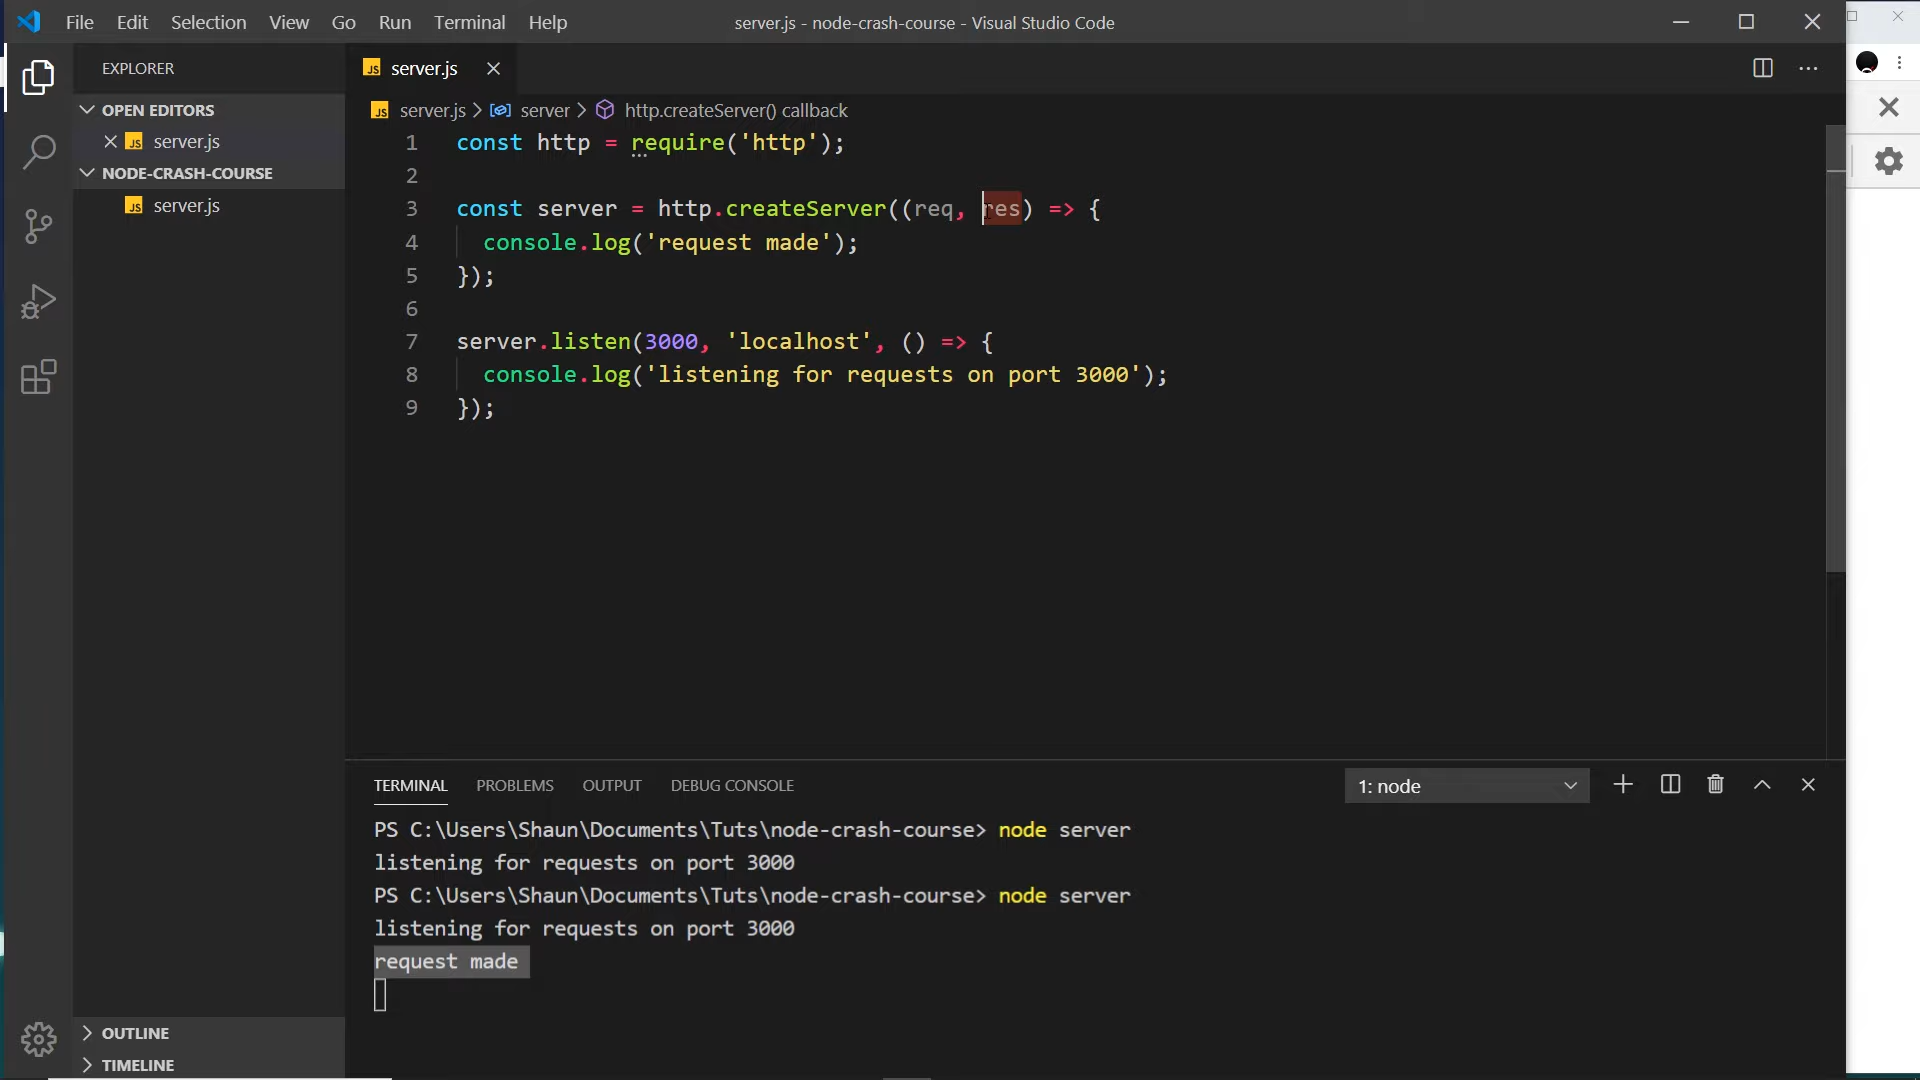 File Edit Selection View Go Run Terminal Help
server.js - node-crash-course - Visual Studio Code
EXPLORER
OPEN EDITORS
JS server.js
NODE-CRASH-COURSE
JS server.js
OUTLINE
TIMELINE
JS server.js
JS server.js > server > http.createServer() callback
1 const http = require('http');
2
3 const server = http.createServer((req, res) => {
4 console.log('request made');
5 });
6
7 server.listen(3000, 'localhost', () => {
8 console.log('listening for requests on port 3000');
9 });
TERMINAL PROBLEMS OUTPUT DEBUG CONSOLE 1: node
PS C:\Users\Shaun\Documents\Tuts\node-crash-course> node server
listening for requests on port 3000
PS C:\Users\Shaun\Documents\Tuts\node-crash-course> node server
listening for requests on port 3000
request made